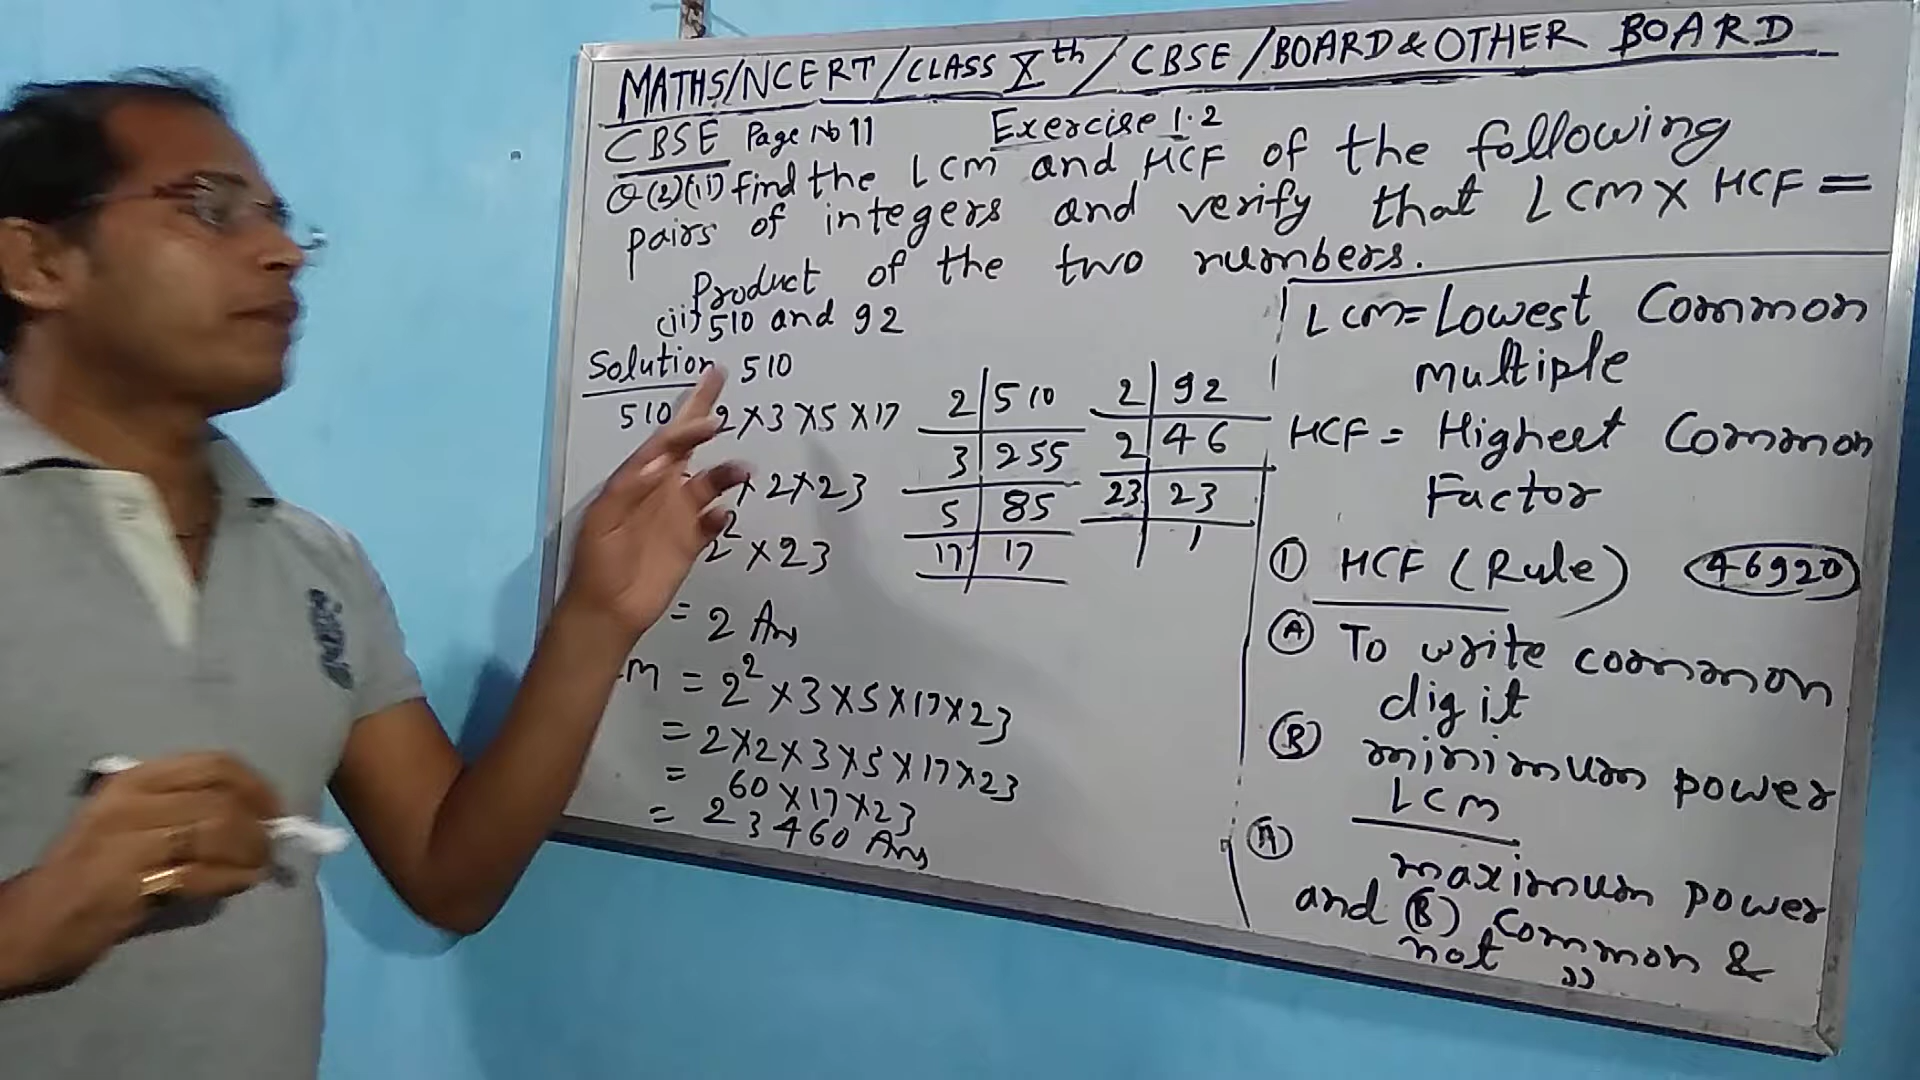 MATHS/NCERT/CLASS Xth/CBSE/BOARD & OTHER BOARD
CBSE Page No 11 Exercise 1.2
Q(2)(ii) find the LCM and HCF of the following
pairs of integers and verify that LCM X HCF =
Product of the two numbers.
(ii) 510 and 92
Solution 510
510 2 X 3 X 5 X 17
X 2 X 23
2² X 23
= 2 Ans
M = 2² X 3 X 5 X 17 X 23
= 2 X 2 X 3 X 5 X 17 X 23
= 60 X 17 X 23
= 23460 Ans
2 510
3 255
5 85
17 17
2 92
2 46
23 23
1
LCM = Lowest Common
multiple
HCF = Highest Common
Factor
① HCF (Rule) 46920
Ⓐ To write common
digit
Ⓑ minimum power
LCM
Ⓐ maximum power
and Ⓑ Common &
not "